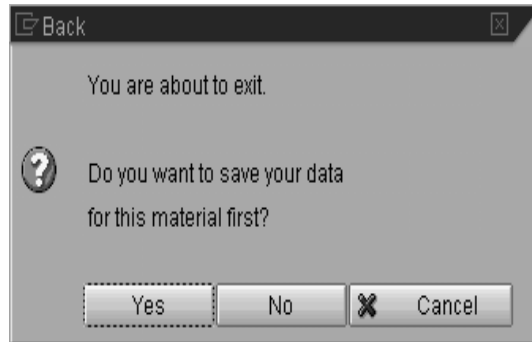 Back
You are about to exit.
Do you want to save your data
for this material first?
Yes No Cancel